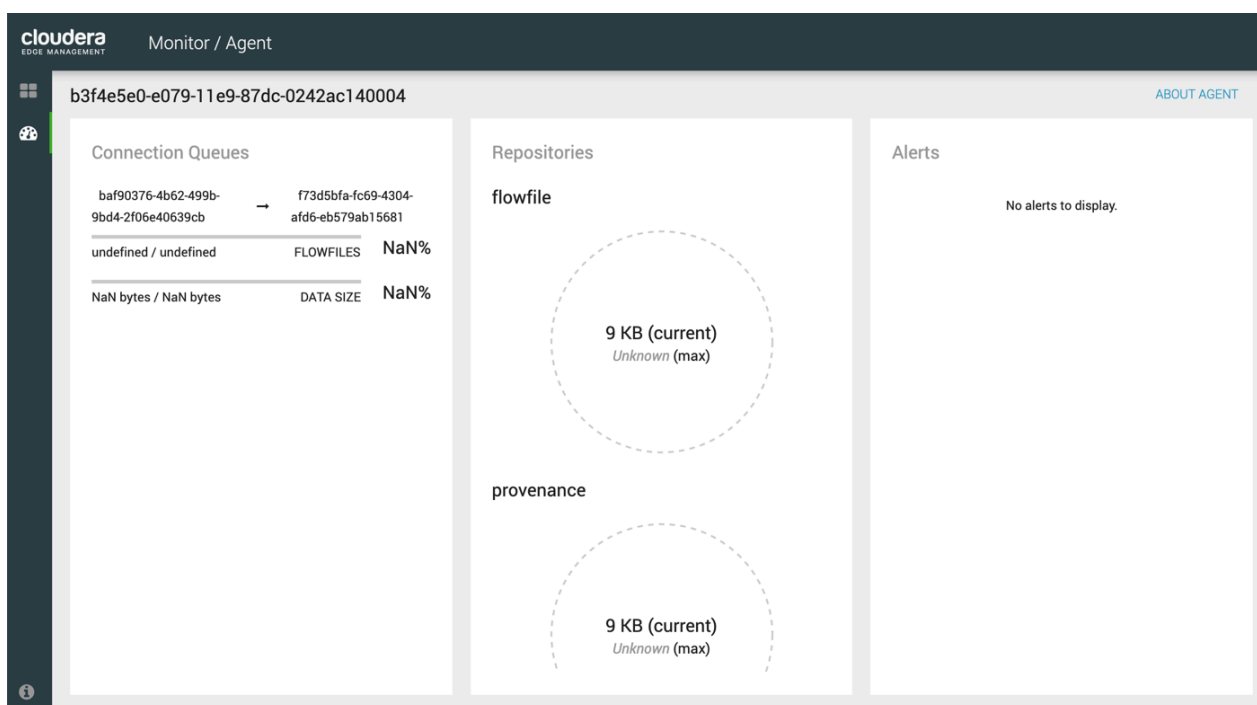 cloudera
EDGE MANAGEMENT
Monitor / Agent
b3f4e5e0-e079-11e9-87dc-0242ac140004
ABOUT AGENT
Connection Queues
baf90376-4b62-499b-
9bd4-2f06e40639cb
→
f73d5bfa-fc69-4304-
afd6-eb579ab15681
undefined / undefined
FLOWFILES
NaN%
NaN bytes / NaN bytes
DATA SIZE
NaN%
Repositories
flowfile
9 KB (current)
Unknown (max)
provenance
9 KB (current)
Unknown (max)
Alerts
No alerts to display.